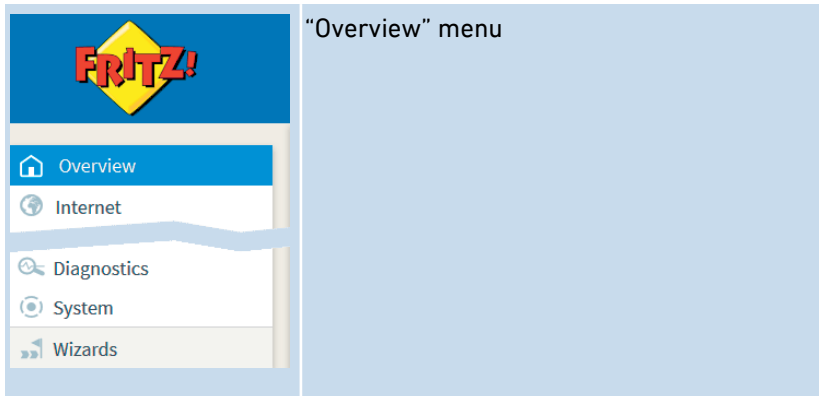 FRITZ!
“Overview” menu
Overview
Internet
Diagnostics
System
Wizards